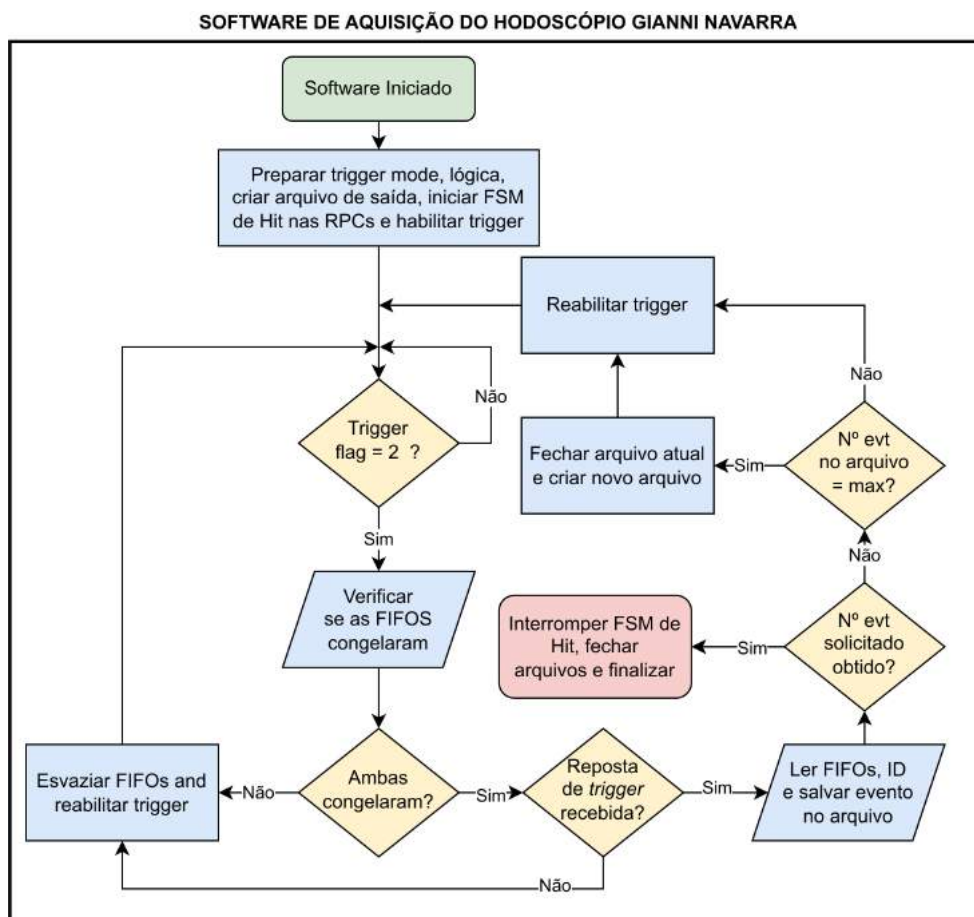 SOFTWARE DE AQUISIÇÃO DO HODOSCÓPIO GIANNI NAVARRA
Software Iniciado
Preparar trigger mode, lógica,
criar arquivo de saída, iniciar FSM
de Hit nas RPCs e habilitar trigger
Reabilitar trigger
Não
Não
Trigger
flag = 2 ?
Fechar arquivo atual
e criar novo arquivo
Sim
Nº evt
no arquivo
= max?
Sim
Não
Verificar
se as FIFOS
congelaram
Interromper FSM de
Hit, fechar
arquivos e finalizar
Sim
Nº evt
solicitado
obtido?
Esvaziar FIFOs and
reabilitar trigger
Não
Ambas
congelaram?
Sim
Reposta
de trigger
recebida?
Sim
Ler FIFOs, ID
e salvar evento
no arquivo
Não